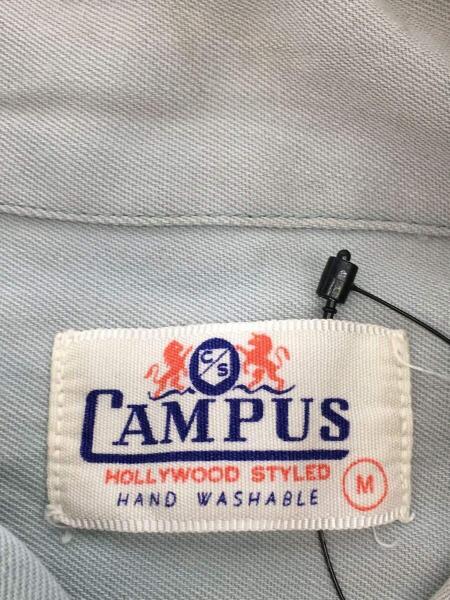 C/S
CAMPUS
HOLLYWOOD STYLED
HAND WASHABLE
M